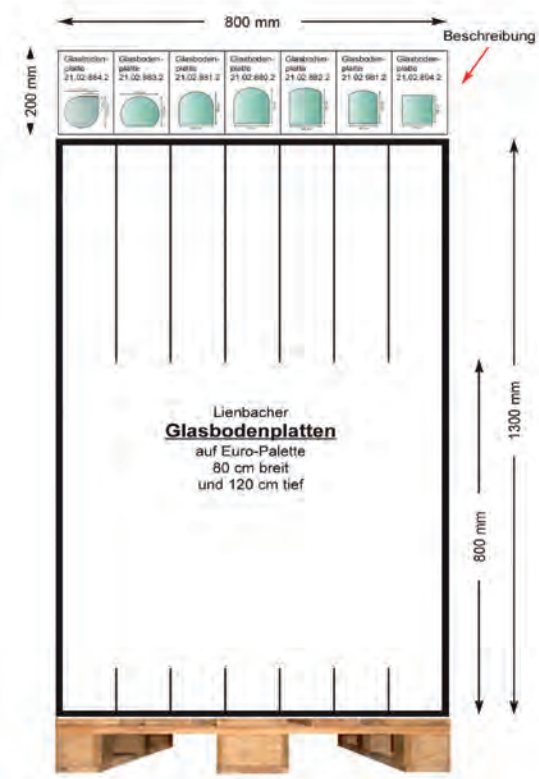 800 mm
Beschreibung
200 mm
Glasboden-
platte
21.02.884.2
Glasboden-
platte
21.02.883.2
Glasboden-
platte
21.02.881.2
Glasboden-
platte
21.02.880.2
Glasboden-
platte
21.02.882.2
Glasboden-
platte
21.02.981.2
Glasboden-
platte
21.02.804.2
1300 mm
800 mm
Lienbacher
Glasbodenplatten
auf Euro-Palette
80 cm breit
und 120 cm tief